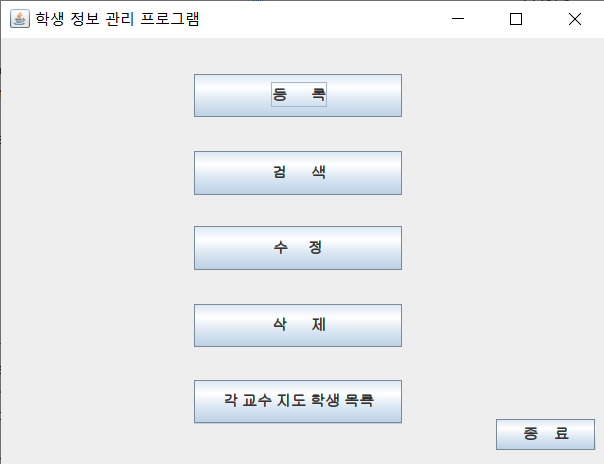 학생 정보 관리 프로그램
등 록
검 색
수 정
삭 제
각 교수 지도 학생 목록
종 료